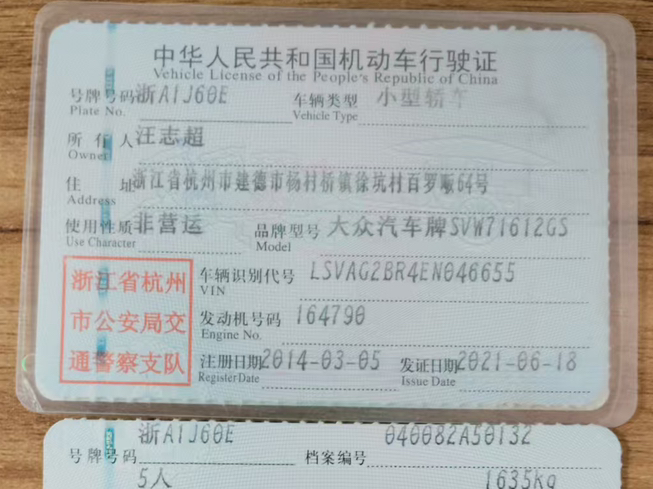 中华人民共和国机动车行驶证
Vehicle License of the People's Republic of China
号牌号码 浙A1J60E 车辆类型 小型轿车
Plate No. Vehicle Type
所有人 汪志超
Owner
住址 浙江省杭州市建德市杨村桥镇徐坑村百罗畈64号
Address
使用性质 非营运 品牌型号 大众汽车牌SVW71612GS
Use Character Model
浙江省杭州
市公安局交
通警察支队
车辆识别代号 LSVAG2BR4EN046655
VIN
发动机号码 164790
Engine No.
注册日期 2014-03-05 发证日期 2021-06-18
Register Date Issue Date
号牌号码 浙A1J60E 档案编号 040082A50132
5人 1635kg